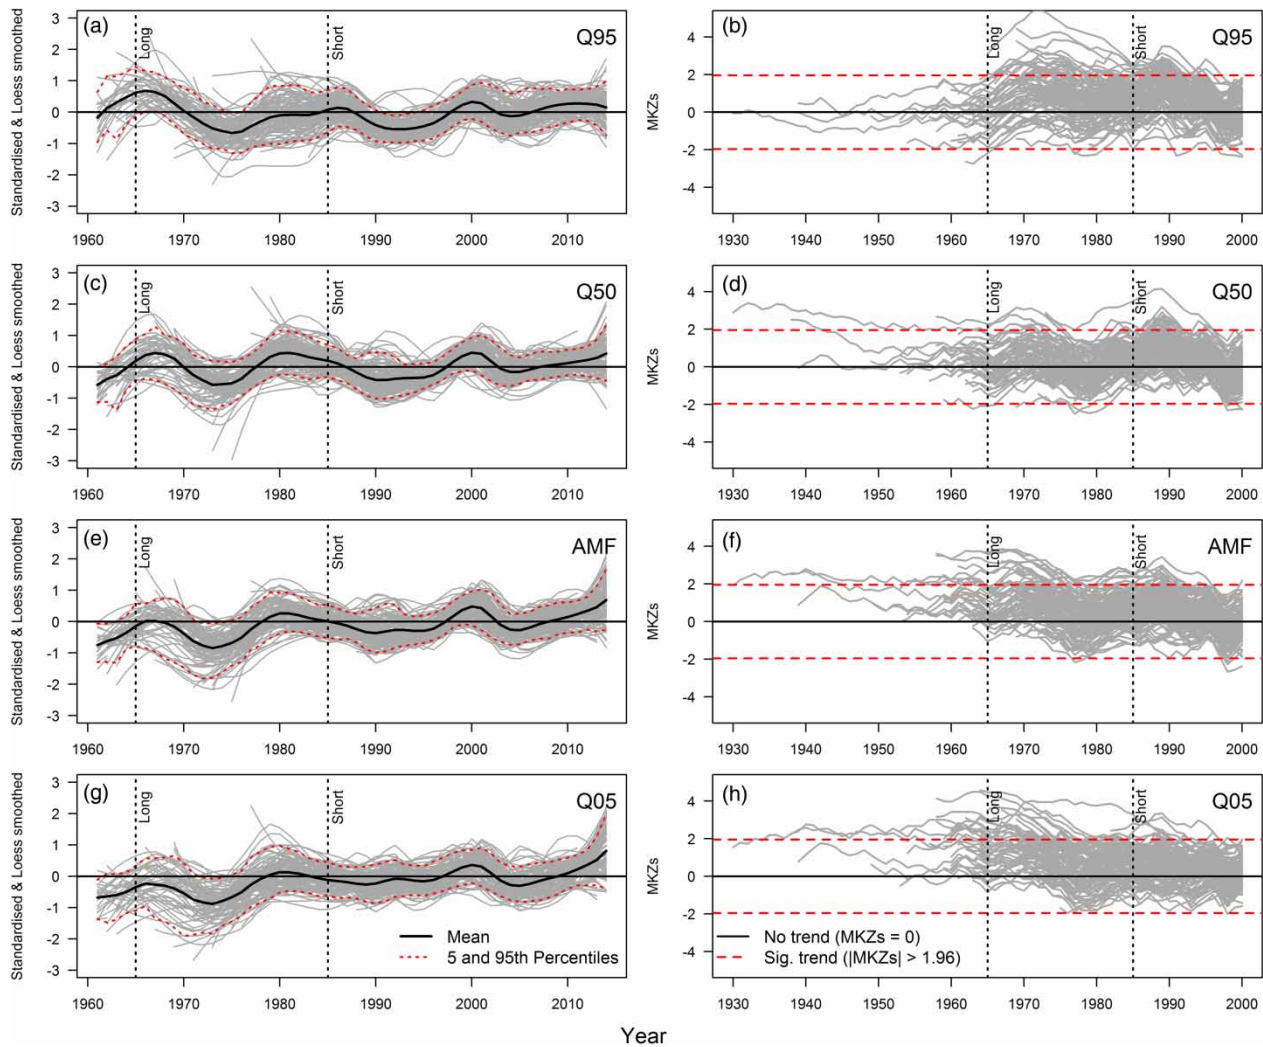 (a)
Q95
Long
Short
Standardised & Loess smoothed
3
2
1
0
-1
-2
-3
1960 1970 1980 1990 2000 2010
(b)
Q95
Long
Short
MKZs
4
2
0
-2
-4
1930 1940 1950 1960 1970 1980 1990 2000
(c)
Q50
Long
Short
Standardised & Loess smoothed
3
2
1
0
-1
-2
-3
1960 1970 1980 1990 2000 2010
(d)
Q50
Long
Short
MKZs
4
2
0
-2
-4
1930 1940 1950 1960 1970 1980 1990 2000
(e)
AMF
Long
Short
Standardised & Loess smoothed
3
2
1
0
-1
-2
-3
1960 1970 1980 1990 2000 2010
(f)
AMF
Long
Short
MKZs
4
2
0
-2
-4
1930 1940 1950 1960 1970 1980 1990 2000
(g)
Q05
Long
Short
Standardised & Loess smoothed
3
2
1
0
-1
-2
-3
Mean
5 and 95th Percentiles
1960 1970 1980 1990 2000 2010
(h)
Q05
Long
Short
MKZs
4
2
0
-2
-4
No trend (MKZs = 0)
Sig. trend (|MKZs| > 1.96)
1930 1940 1950 1960 1970 1980 1990 2000
Year